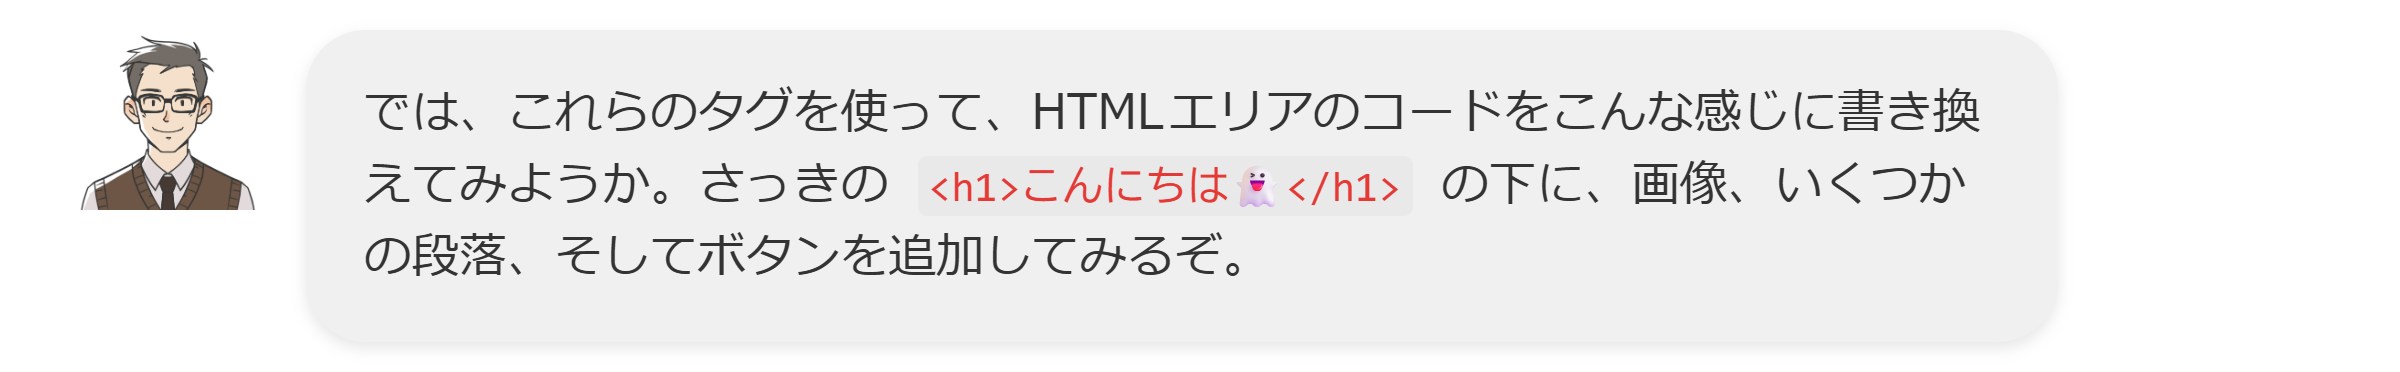 では、これらのタグを使って、HTMLエリアのコードをこんな感じに書き換
えてみようか。さっきの <h1>こんにちは👻</h1> の下に、画像、いくつか
の段落、そしてボタンを追加してみるぞ。